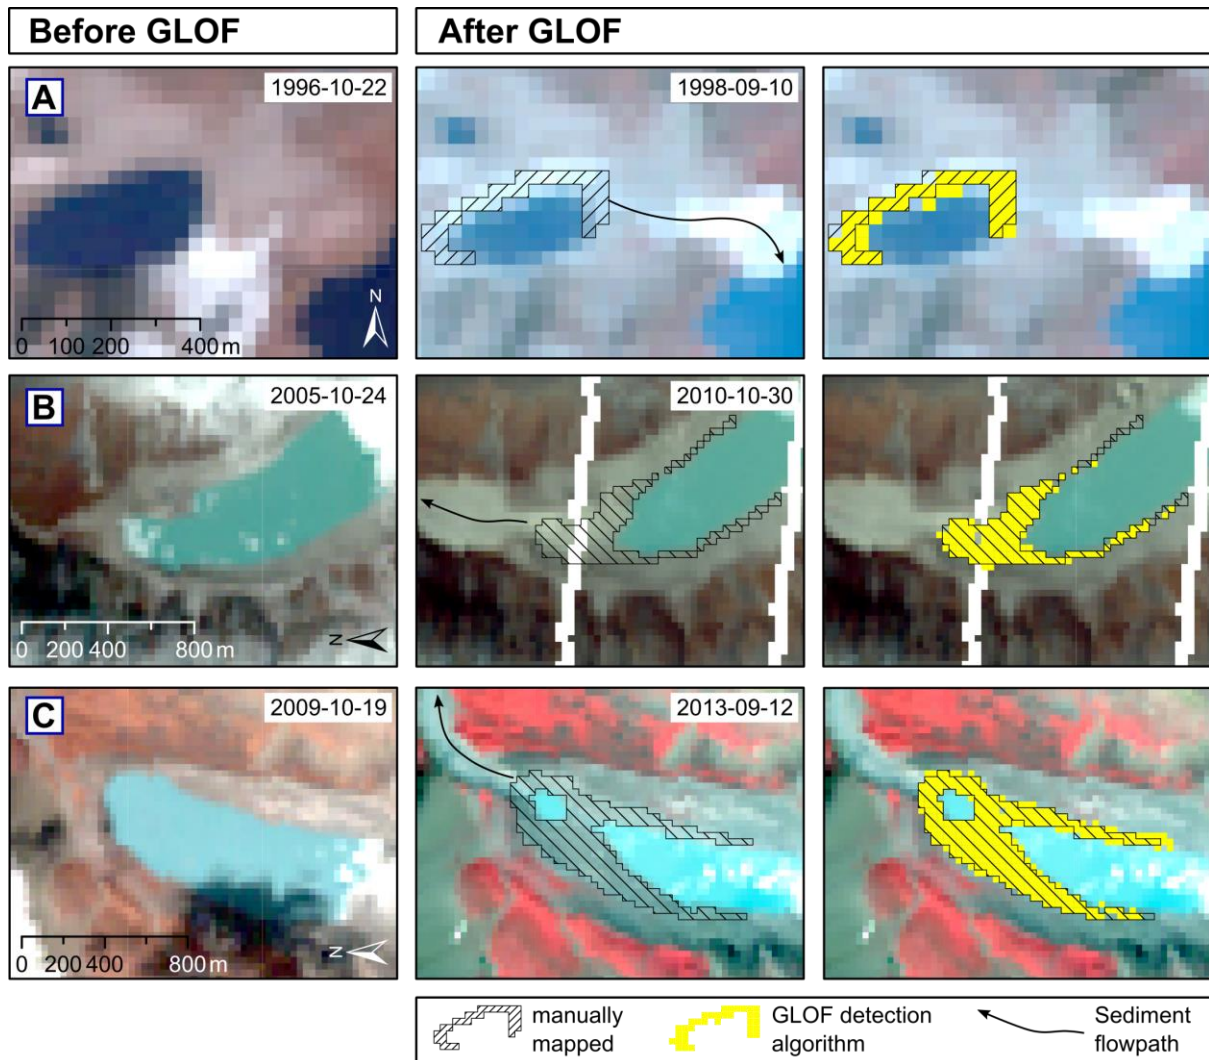 Before GLOF
After GLOF
A
1996-10-22
1998-09-10
N
0 100 200 400 m
B
2005-10-24
2010-10-30
N
0 200 400 800 m
C
2009-10-19
2013-09-12
N
0 200 400 800 m
manually
mapped
GLOF detection
algorithm
Sediment
flowpath